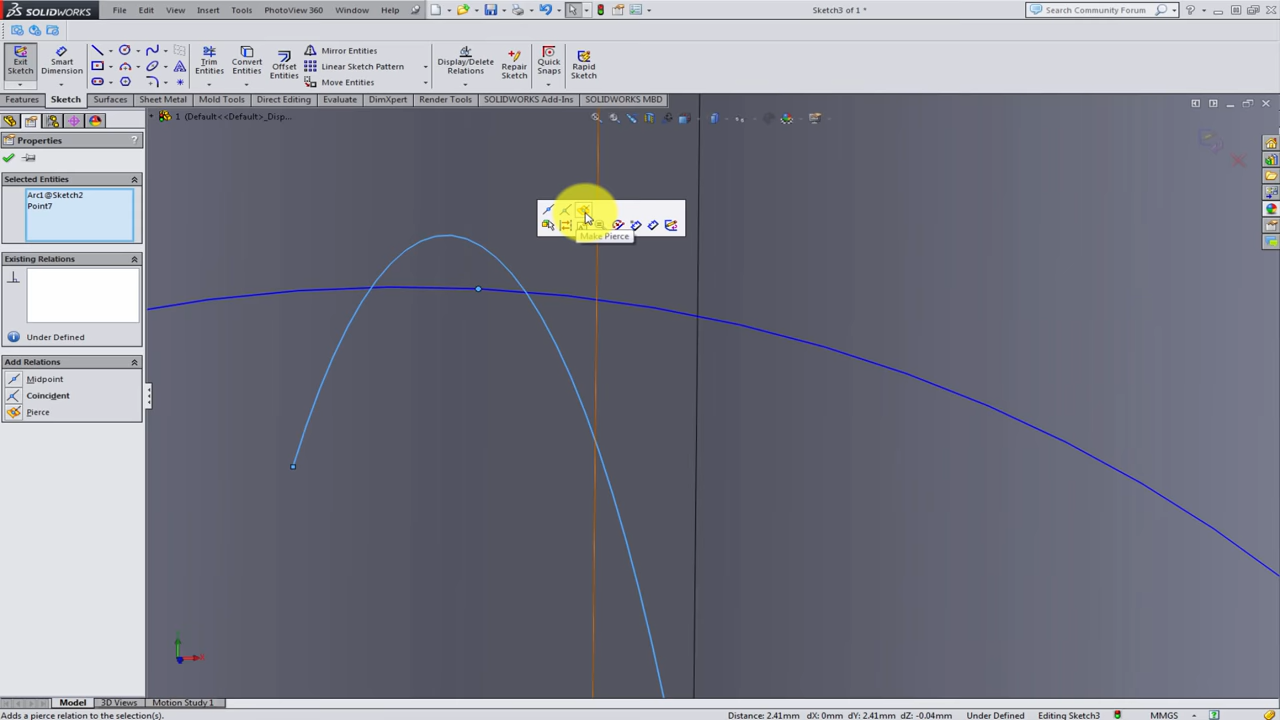 SOLIDWORKS
File Edit View Insert Tools PhotoView 360 Window Help
Sketch3 of 1 *
Search Community Forum
Exit Sketch
Smart Dimension
Trim Entities
Convert Entities
Offset Entities
Mirror Entities
Linear Sketch Pattern
Move Entities
Display/Delete Relations
Repair Sketch
Quick Snaps
Rapid Sketch
Features Sketch Surfaces Sheet Metal Mold Tools Direct Editing Evaluate DimXpert Render Tools SOLIDWORKS Add-Ins SOLIDWORKS MBD
1 (Default<<Default>_Disp...
Properties
Selected Entities
Arc1@Sketch2
Point7
Existing Relations
Under Defined
Add Relations
Midpoint
Coincident
Pierce
Make Pierce
Model 3D Views Motion Study 1
Adds a pierce relation to the selection(s).
Distance: 2.41mm dX: 0mm dY: 2.41mm dZ: -0.04mm Under Defined Editing Sketch3 MMGS